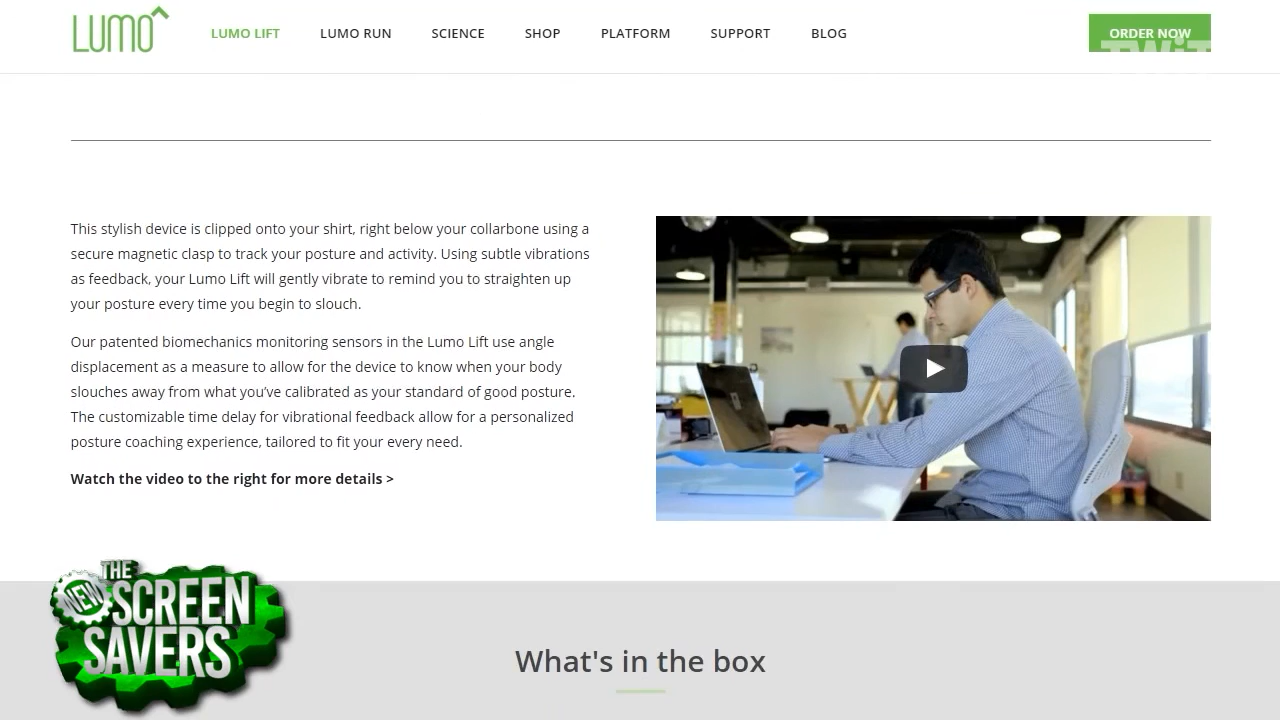 LUMO
LUMO LIFT
LUMO RUN
SCIENCE
SHOP
PLATFORM
SUPPORT
BLOG
ORDER NOW
TWiT
This stylish device is clipped onto your shirt, right below your collarbone using a
secure magnetic clasp to track your posture and activity. Using subtle vibrations
as feedback, your Lumo Lift will gently vibrate to remind you to straighten up
your posture every time you begin to slouch.
Our patented biomechanics monitoring sensors in the Lumo Lift use angle
displacement as a measure to allow for the device to know when your body
slouches away from what you’ve calibrated as your standard of good posture.
The customizable time delay for vibrational feedback allow for a personalized
posture coaching experience, tailored to fit your every need.
Watch the video to the right for more details >
THE
NEW
SCREEN
SAVERS
What's in the box